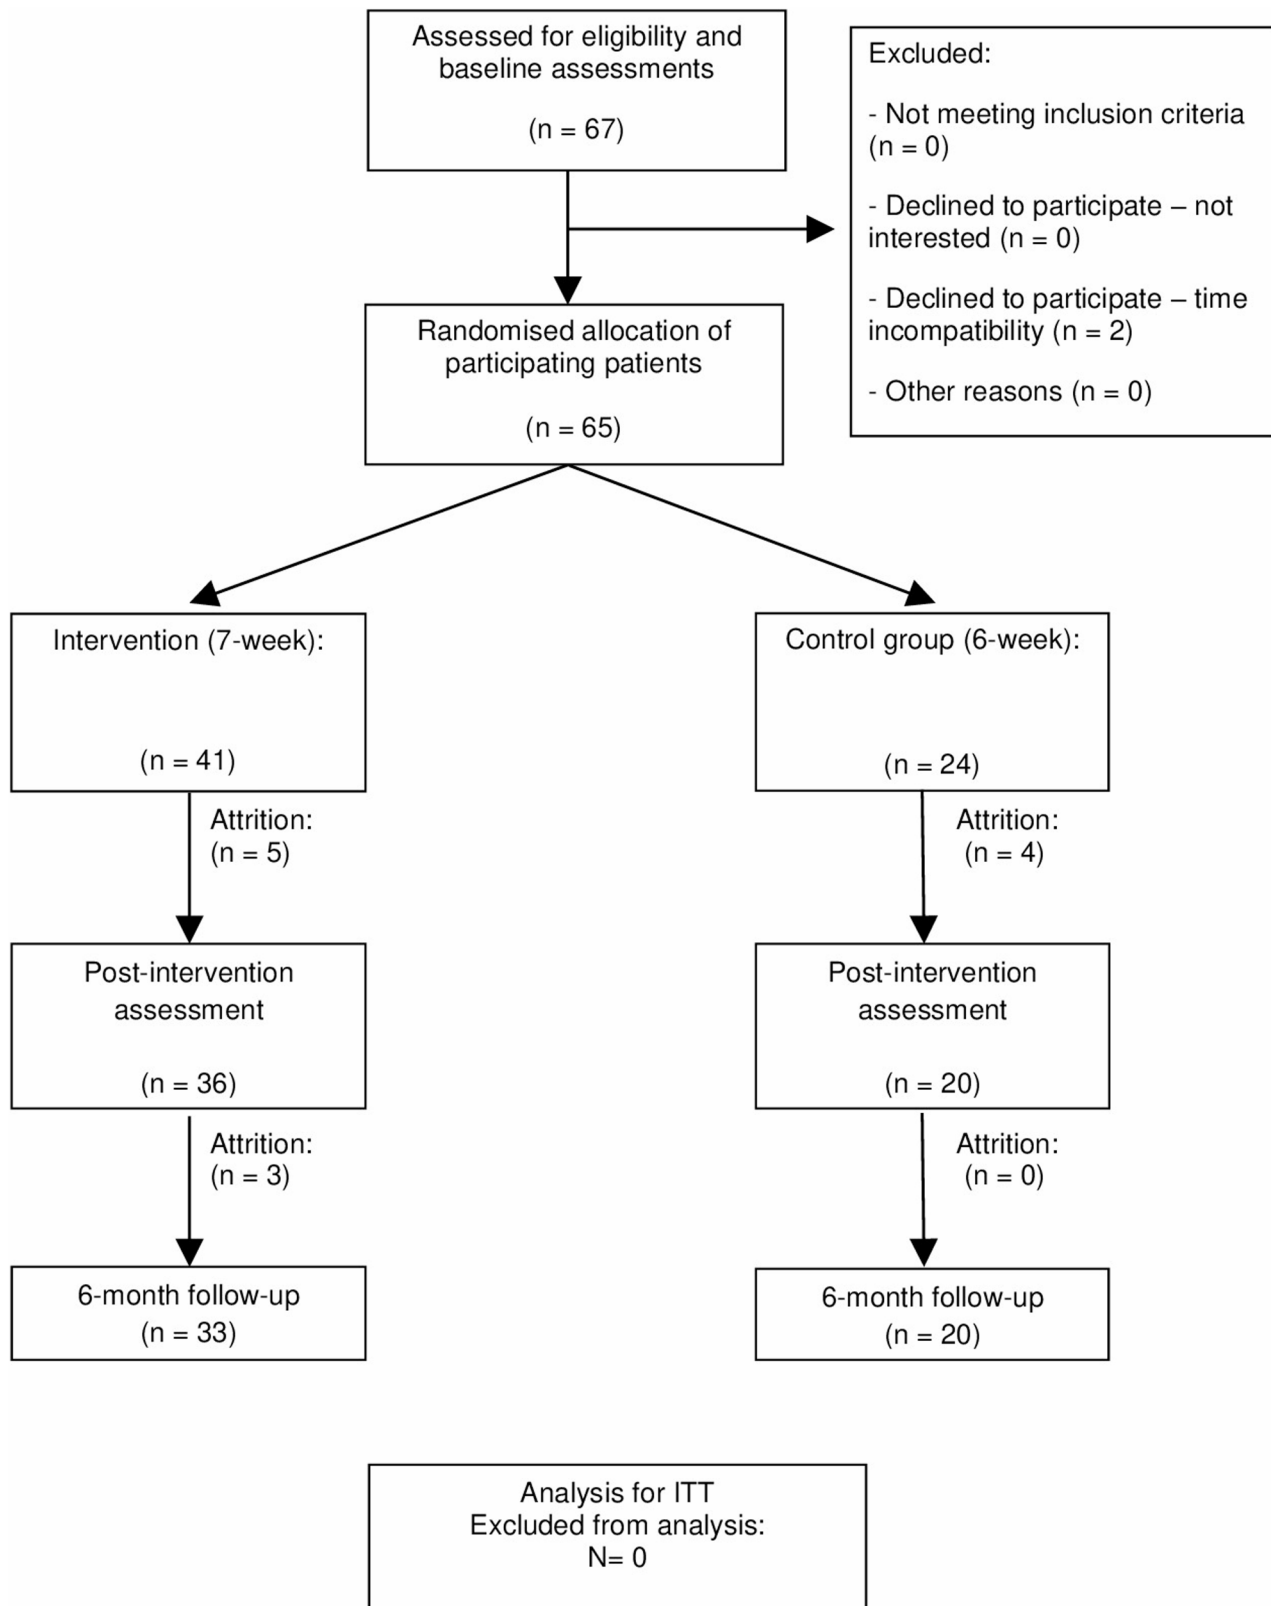 Assessed for eligibility and
baseline assessments
(n = 67)
Excluded:
- Not meeting inclusion criteria
(n = 0)
- Declined to participate – not
interested (n = 0)
- Declined to participate – time
incompatibility (n = 2)
- Other reasons (n = 0)
Randomised allocation of
participating patients
(n = 65)
Intervention (7-week):
(n = 41)
Control group (6-week):
(n = 24)
Attrition:
(n = 5)
Attrition:
(n = 4)
Post-intervention
assessment
(n = 36)
Post-intervention
assessment
(n = 20)
Attrition:
(n = 3)
Attrition:
(n = 0)
6-month follow-up
(n = 33)
6-month follow-up
(n = 20)
Analysis for ITT
Excluded from analysis:
N= 0